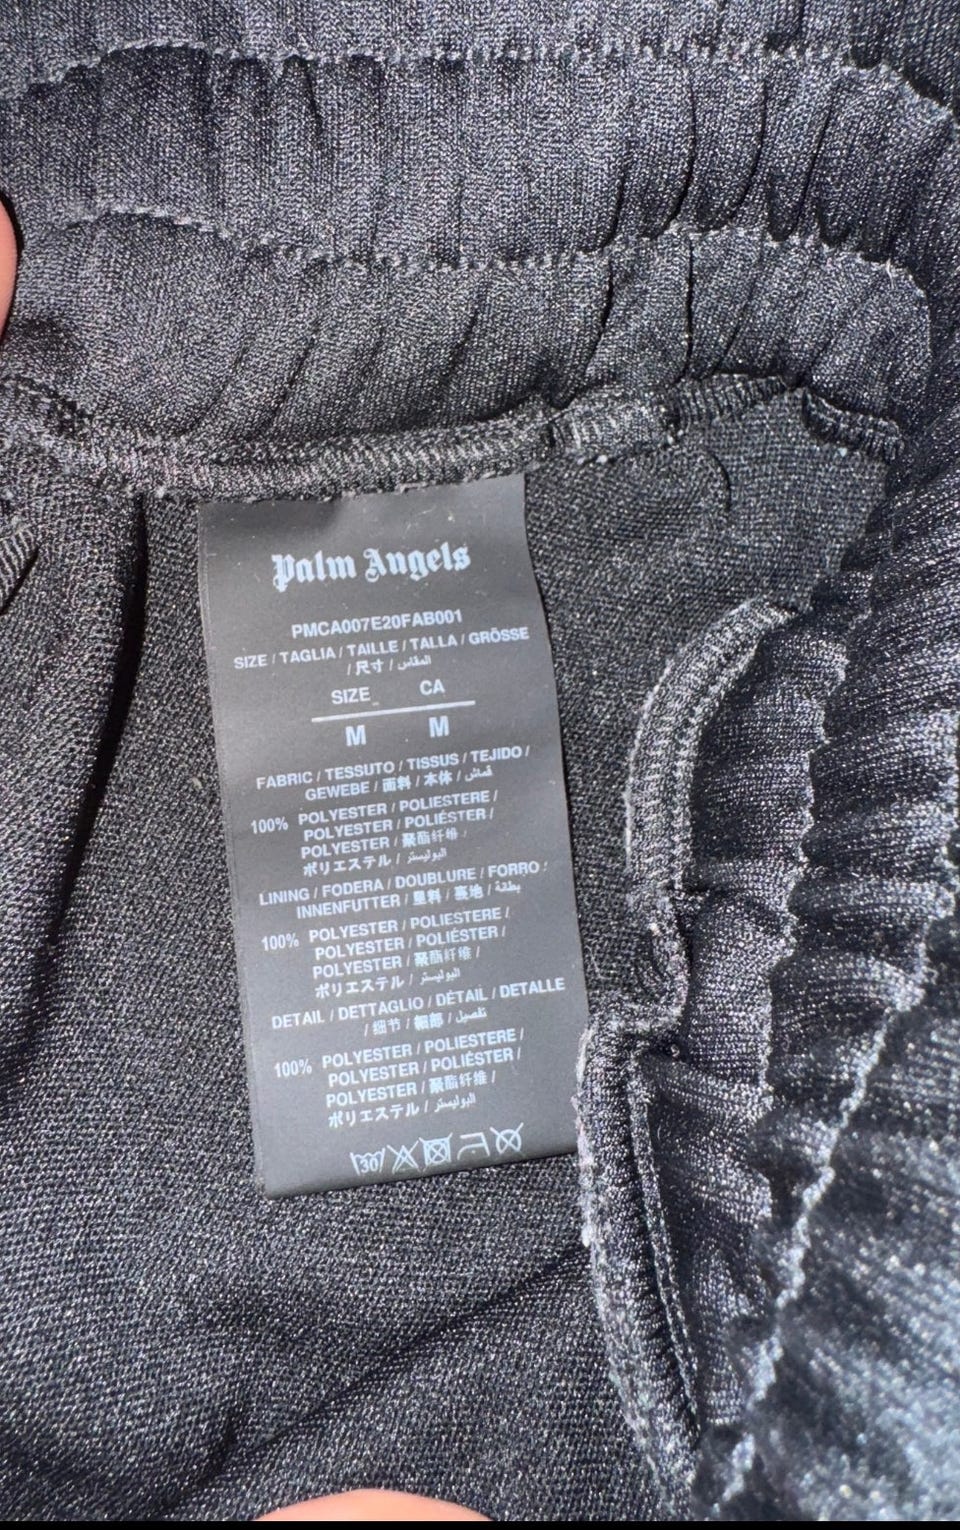 Palm Angels
PMCA007E20FAB001
SIZE / TAGLIA / TAILLE / TALLA / GRÖSSE
/ 尺寸 / المقاس
SIZE CA
M M
FABRIC / TESSUTO / TISSUS / TEJIDO /
GEWEBE / 面料 / 本体 / قماش
100% POLYESTER / POLIESTERE /
POLYESTER / POLIÉSTER /
POLYESTER / 聚酯纤维 /
ポリエステル / البوليستر
LINING / FODERA / DOUBLURE / FORRO /
INNENFUTTER / 里料 / 裏地 / بطانة
100% POLYESTER / POLIESTERE /
POLYESTER / POLIÉSTER /
POLYESTER / 聚酯纤维 /
ポリエステル / البوليستر
DETAIL / DETTAGLIO / DÉTAIL / DETALLE
/ 细节 / 細部 / تفصيل
100% POLYESTER / POLIESTERE /
POLYESTER / POLIÉSTER /
POLYESTER / 聚酯纤维 /
ポリエステル / البوليستر
30